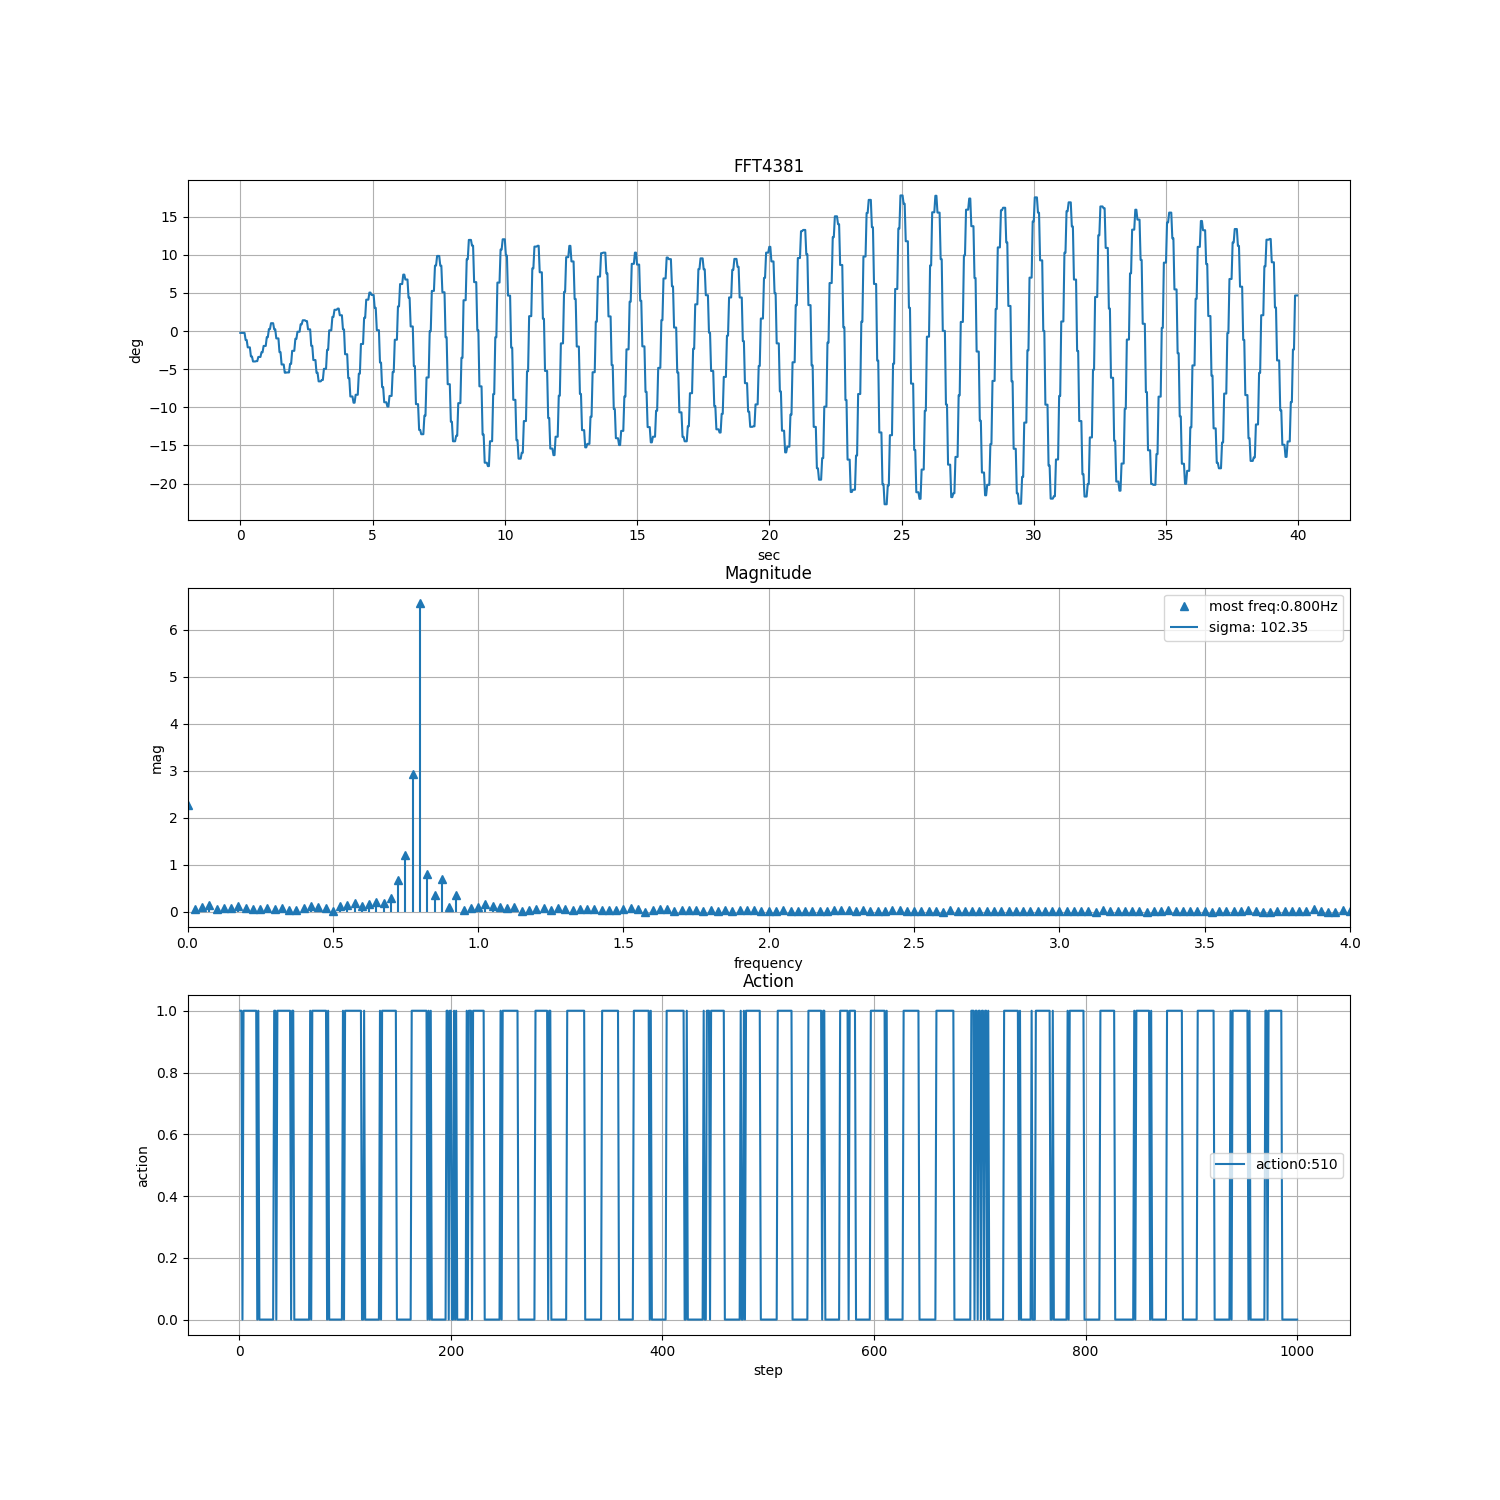 FFT4381
15
10
5
0
−5
−10
−15
−20
deg
0 5 10 15 20 25 30 35 40
sec
Magnitude
most freq:0.800Hz
sigma: 102.35
6
5
4
3
2
1
0
mag
0.0 0.5 1.0 1.5 2.0 2.5 3.0 3.5 4.0
frequency
Action
1.0
0.8
0.6
0.4
0.2
0.0
action
action0:510
0 200 400 600 800 1000
step